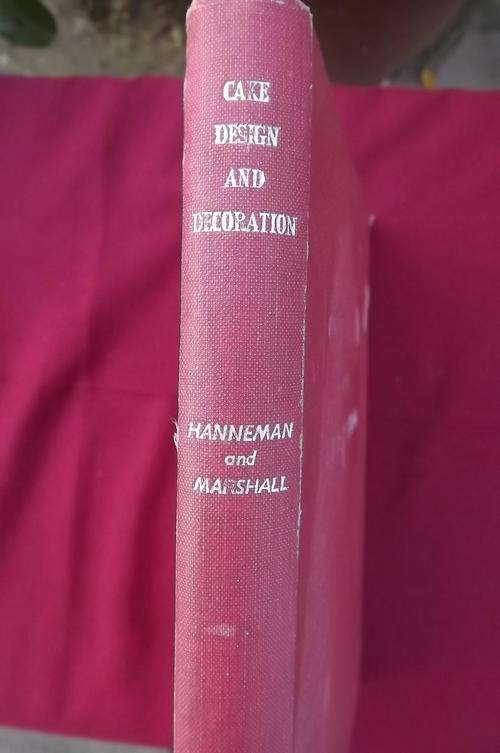 CAKE
DESIGN
AND
DECORATION
HANNEMAN
and
MARSHALL